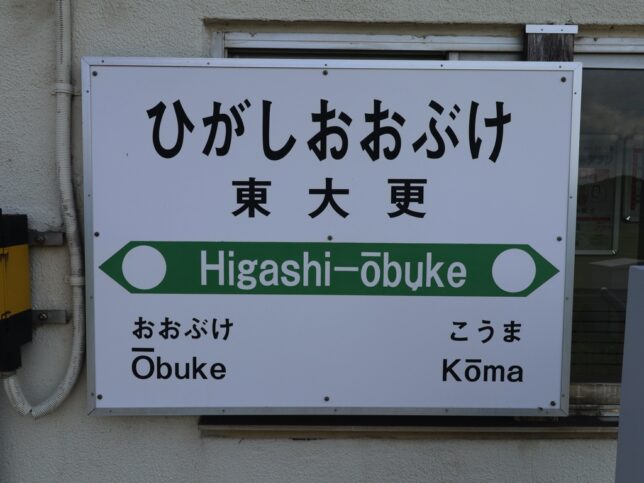 ひがしおおぶけ
東大更
Higashi-ōbuke
おおぶけ
Ōbuke
こうま
Kōma